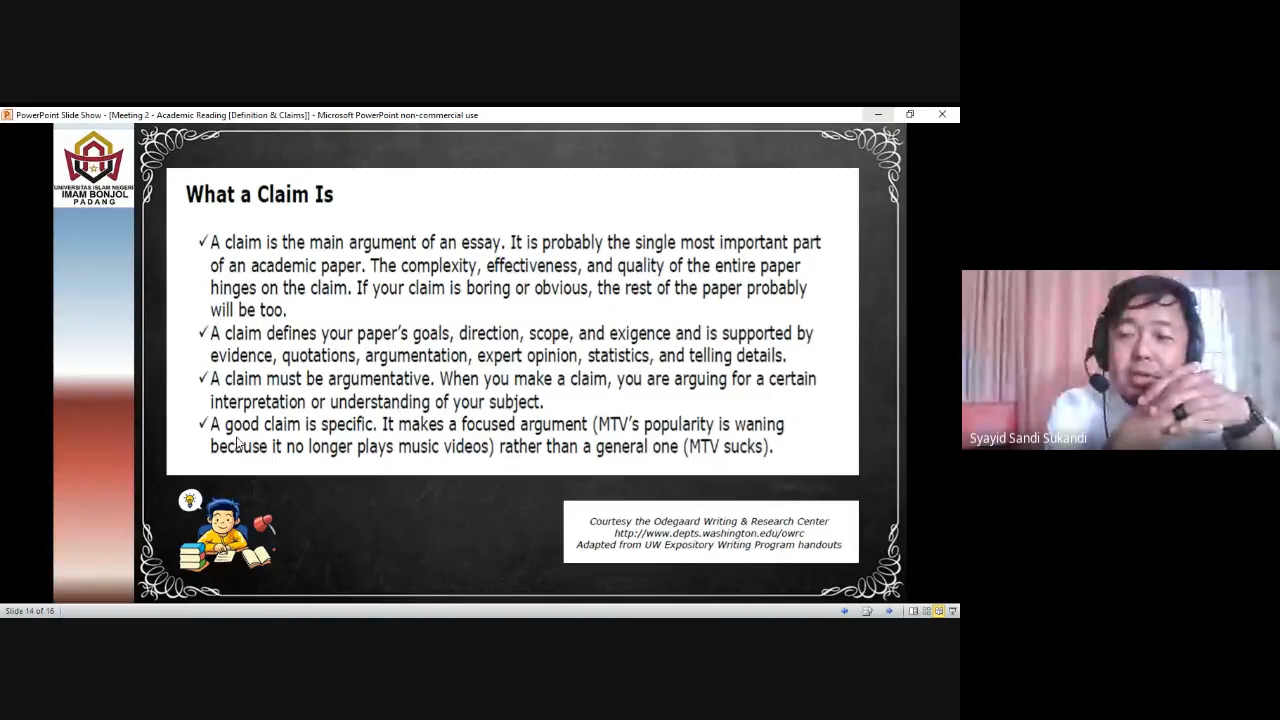 PowerPoint Slide Show - [Meeting 2 - Academic Reading [Definition & Claims]] - Microsoft PowerPoint non-commercial use
UNIVERSITAS ISLAM NEGERI
IMAM BONJOL
PADANG
What a Claim Is
✓A claim is the main argument of an essay. It is probably the single most important part
of an academic paper. The complexity, effectiveness, and quality of the entire paper
hinges on the claim. If your claim is boring or obvious, the rest of the paper probably
will be too.
✓A claim defines your paper's goals, direction, scope, and exigence and is supported by
evidence, quotations, argumentation, expert opinion, statistics, and telling details.
✓A claim must be argumentative. When you make a claim, you are arguing for a certain
interpretation or understanding of your subject.
✓A good claim is specific. It makes a focused argument (MTV's popularity is waning
because it no longer plays music videos) rather than a general one (MTV sucks).
Courtesy the Odegaard Writing & Research Center
http://www.depts.washington.edu/owrc
Adapted from UW Expository Writing Program handouts
Slide 14 of 16
Syayid Sandi Sukandi